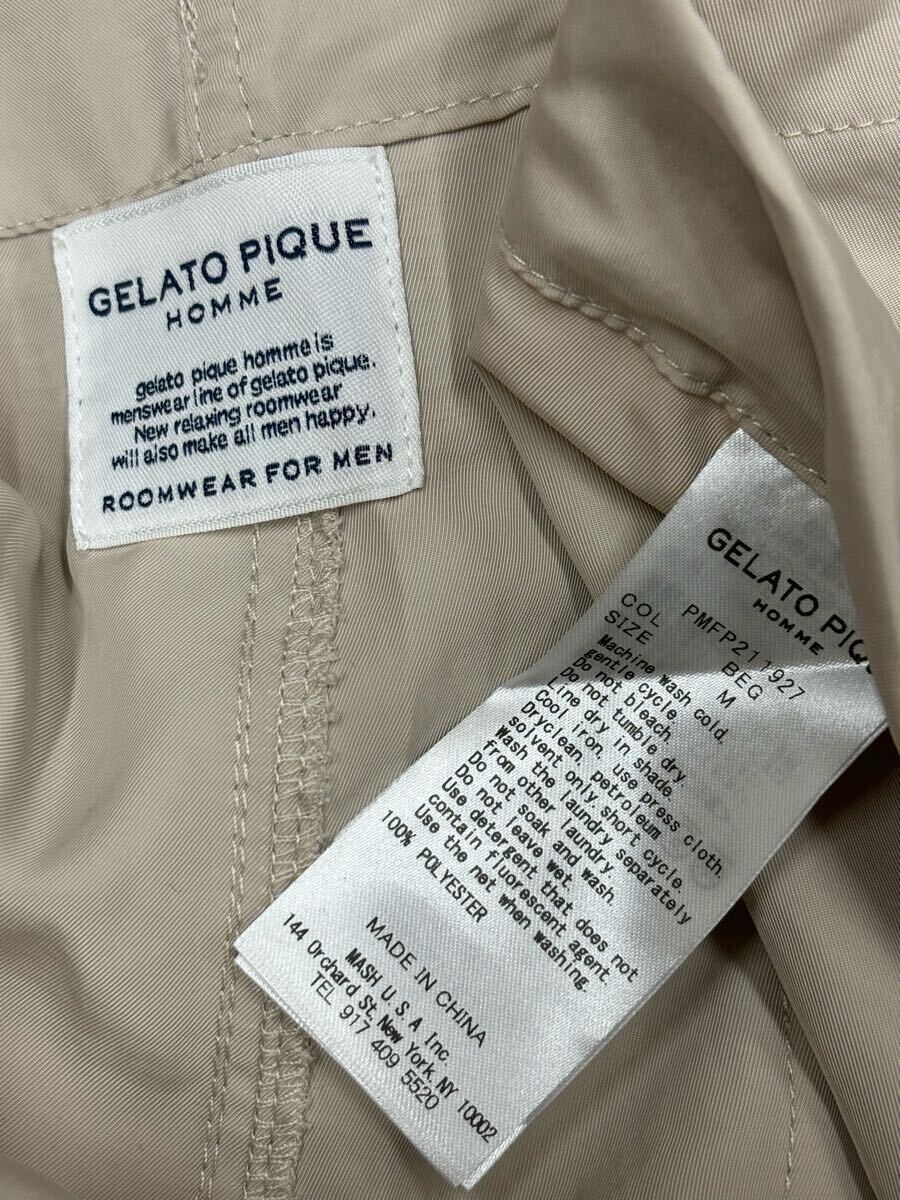 GELATO PIQUE
HOMME
gelato pique homme is
menswear line of gelato pique.
New relaxing roomwear
will also make all men happy.
ROOMWEAR FOR MEN
GELATO
HOMME
PMFP211927
COL BEG
SIZE M
Machine wash cold,
gentle cycle.
Do not bleach.
Do not tumble dry.
Line dry in shade.
Cool iron, use press cloth.
Dryclean, petroleum
solvent only short cycle.
Wash the laundry separately
from other laundry.
Do not soak and wash.
Do not leave wet.
Use detergent that does not
contain fluorescent agent.
Use the net when washing.
100% POLYESTER
MADE IN CHINA
MASH U.S.A Inc.
144 Orchard St, New York, NY 10002
TEL 917 409 5520